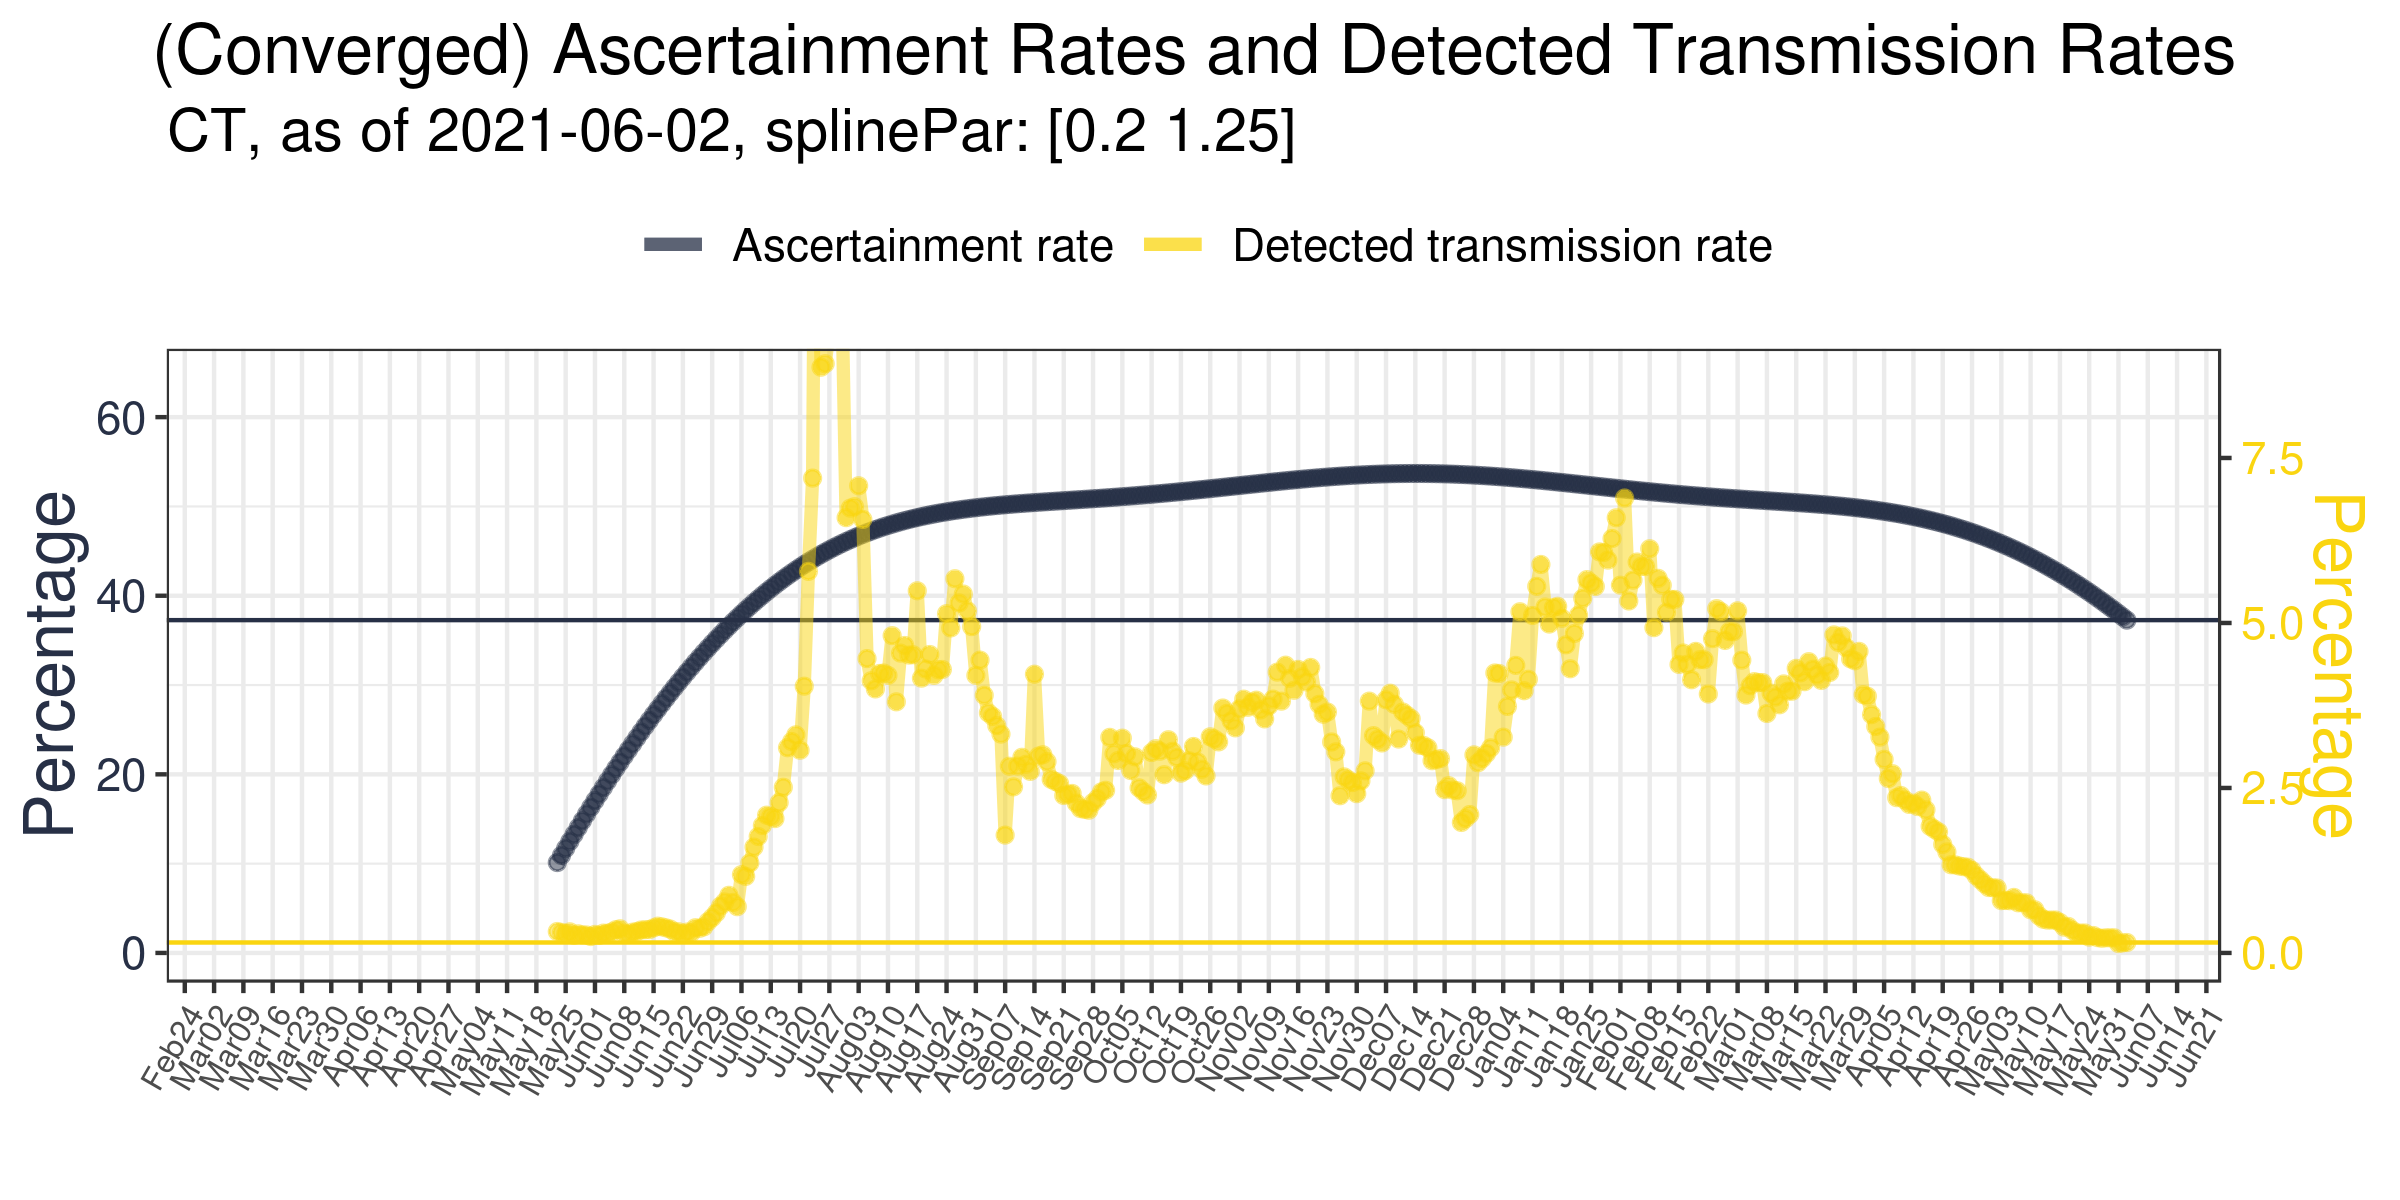 (Converged) Ascertainment Rates and Detected Transmission Rates
CT, as of 2021-06-02, splinePar: [0.2 1.25]
Ascertainment rate Detected transmission rate
Percentage
60
40
20
0
7.5
5.0
2.5
0.0
Percentage
Feb24 Mar02 Mar09 Mar16 Mar23 Mar30 Apr06 Apr13 Apr20 Apr27 May04 May11 May18 May25 Jun01 Jun08 Jun15 Jun22 Jun29 Jul06 Jul13 Jul20 Jul27 Aug03 Aug10 Aug17 Aug24 Aug31 Sep07 Sep14 Sep21 Sep28 Oct05 Oct12 Oct19 Oct26 Nov02 Nov09 Nov16 Nov23 Nov30 Dec07 Dec14 Dec21 Dec28 Jan04 Jan11 Jan18 Jan25 Feb01 Feb08 Feb15 Feb22 Mar01 Mar08 Mar15 Mar22 Mar29 Apr05 Apr12 Apr19 Apr26 May03 May10 May17 May24 May31 Jun07 Jun14 Jun21